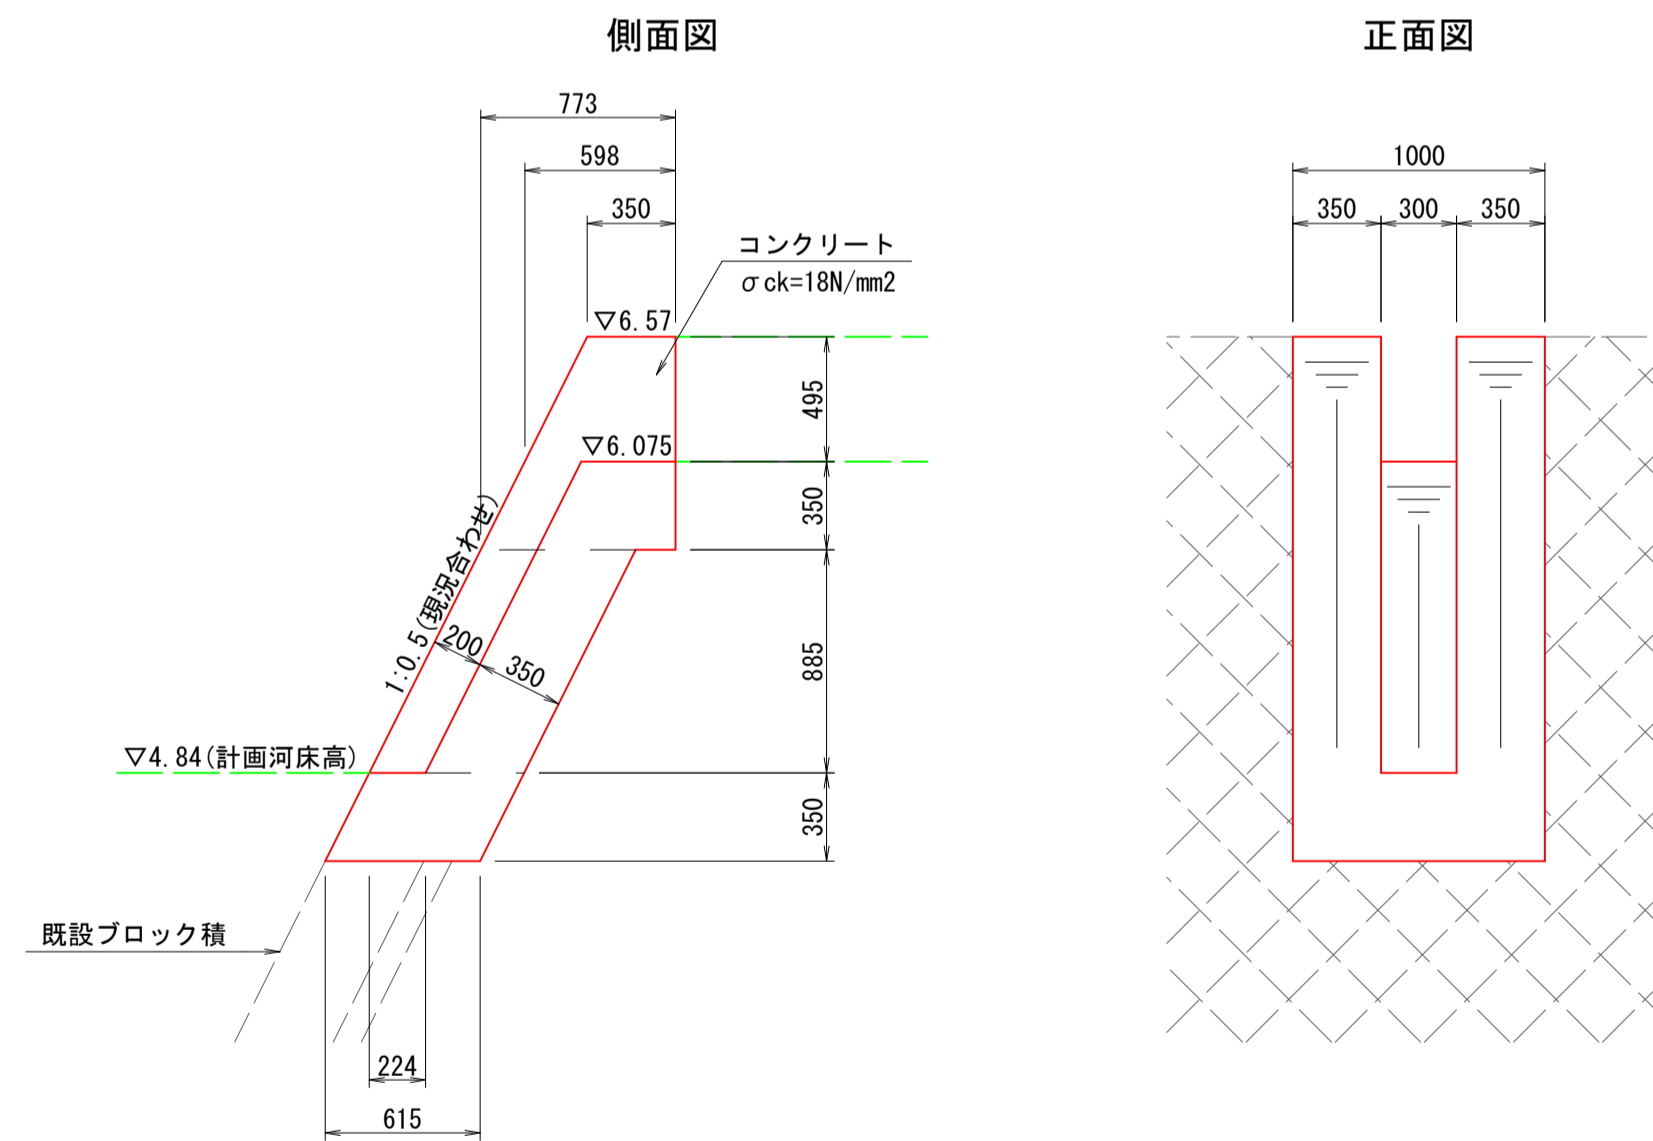 側面図
正面図
773
598
350
コンクリート
σck=18N/mm2
▽6.57
495
▽6.075
350
1:0.5(現況合わせ)
200
350
885
▽4.84(計画河床高)
350
既設ブロック積
224
615
1000
350
300
350